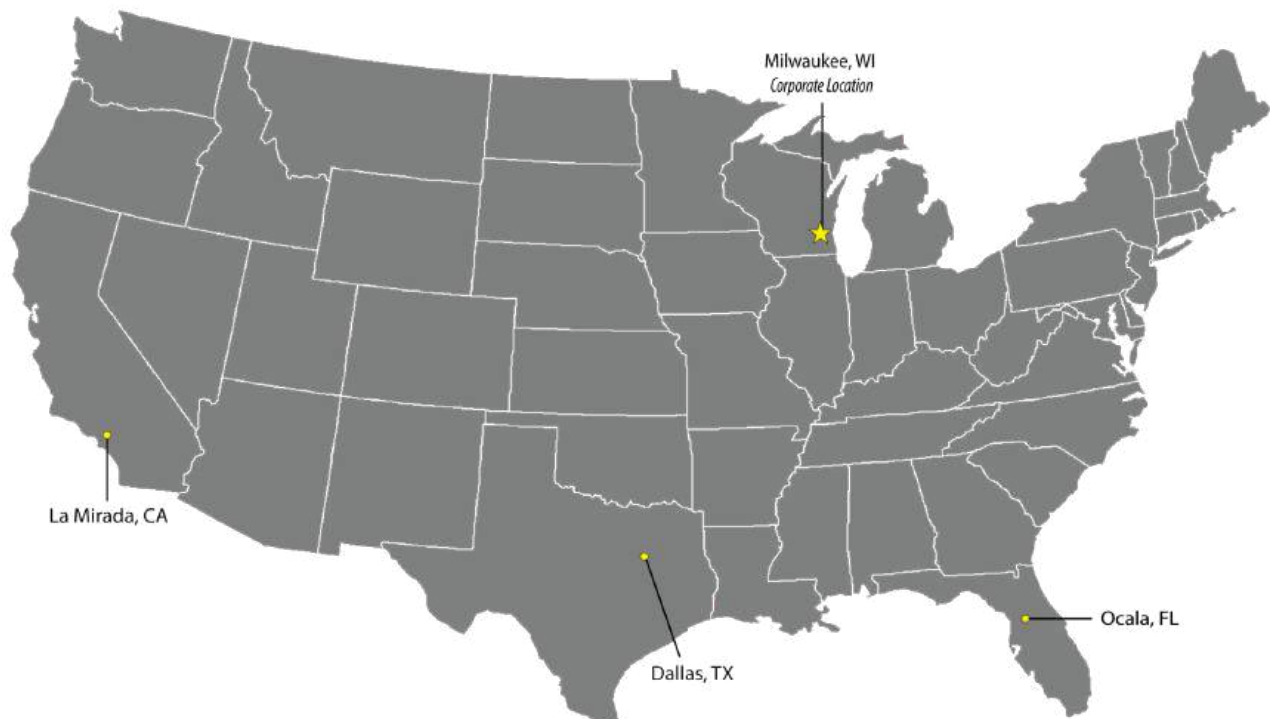 Milwaukee, WI
Corporate Location
La Mirada, CA
Ocala, FL
Dallas, TX